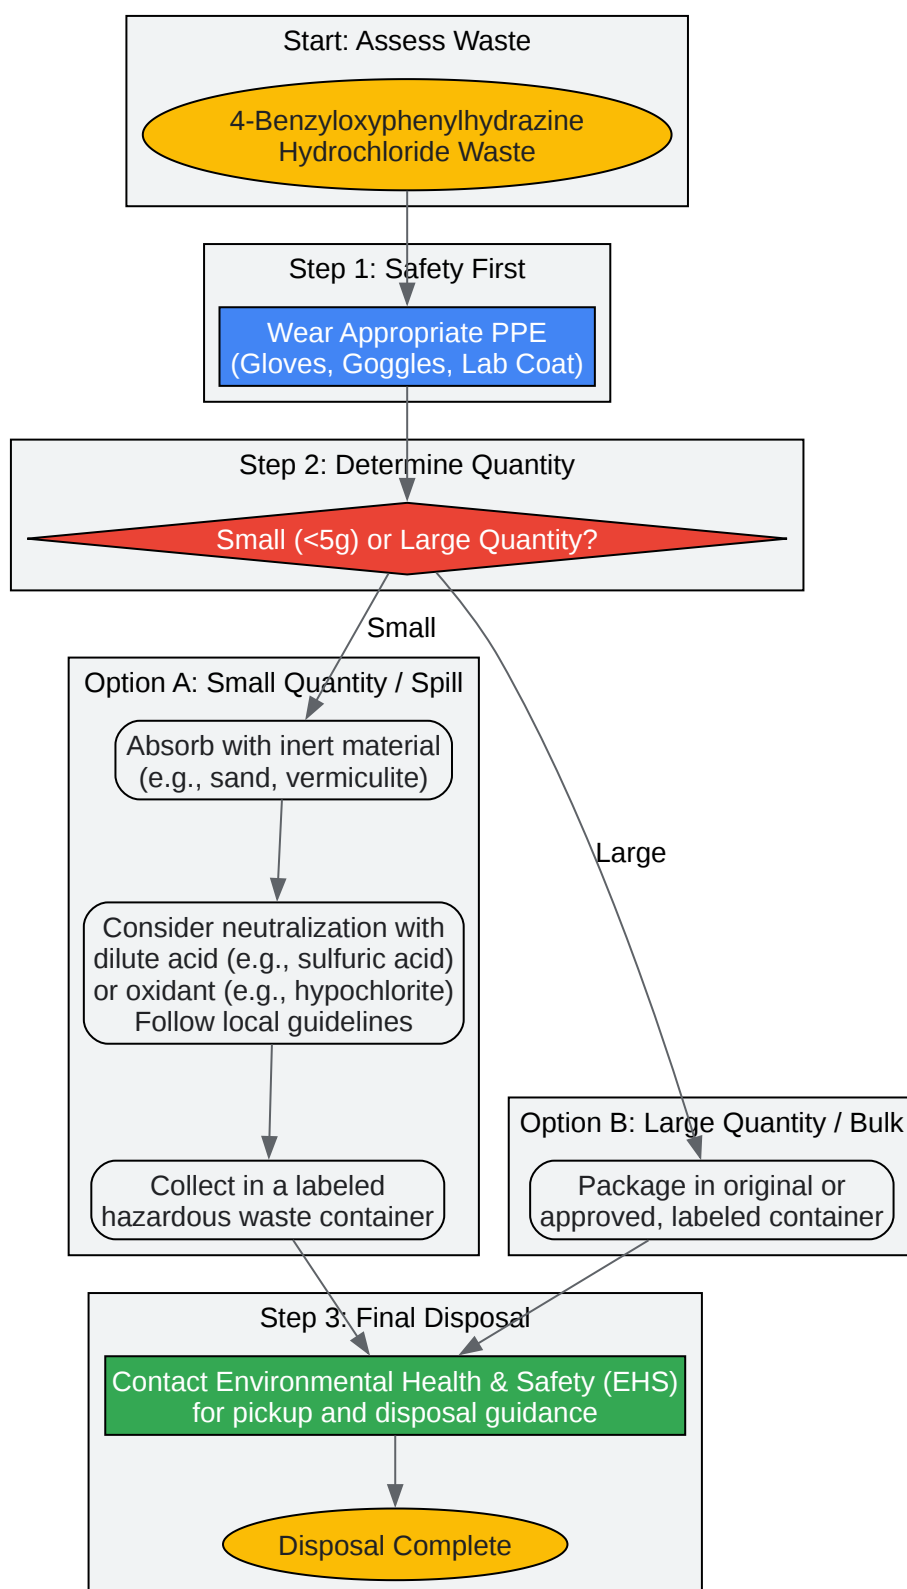 Start: Assess Waste
4-Benzyloxyphenylhydrazine
Hydrochloride Waste
Step 1: Safety First
Wear Appropriate PPE
(Gloves, Goggles, Lab Coat)
Step 2: Determine Quantity
Small (<5g) or Large Quantity?
Small
Option A: Small Quantity / Spill
Absorb with inert material
(e.g., sand, vermiculite)
Large
Consider neutralization with
dilute acid (e.g., sulfuric acid)
or oxidant (e.g., hypochlorite)
Follow local guidelines
Option B: Large Quantity / Bulk
Collect in a labeled
hazardous waste container
Package in original or
approved, labeled container
Step 3: Final Disposal
Contact Environmental Health & Safety (EHS)
for pickup and disposal guidance
Disposal Complete